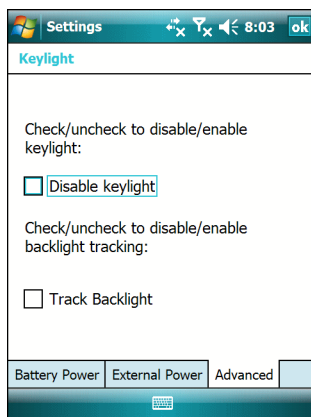 Settings 8:03 ok
Keylight
Check/uncheck to disable/enable
keylight:
Disable keylight
Check/uncheck to disable/enable
backlight tracking:
Track Backlight
Battery Power External Power Advanced